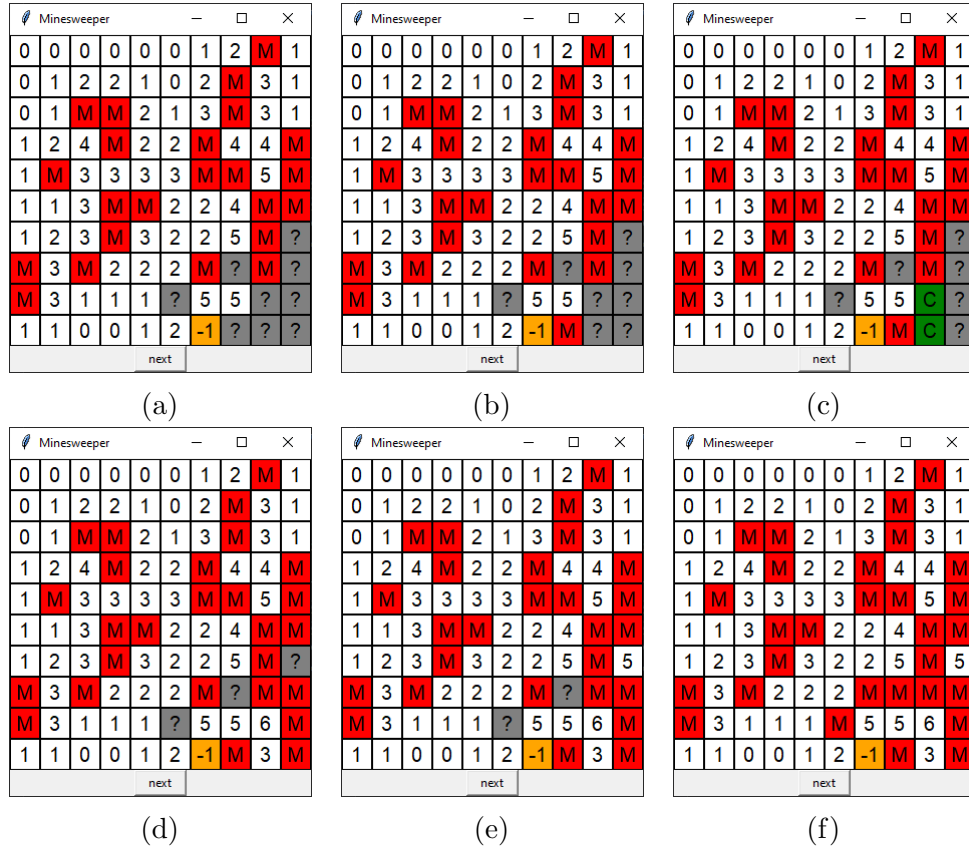 Minesweeper
0 0 0 0 0 0 1 2 M 1
0 1 2 2 1 0 2 M 3 1
0 1 M M 2 1 3 M 3 1
1 2 4 M 2 2 M 4 4 M
1 M 3 3 3 3 M M 5 M
1 1 3 M M 2 2 4 M M
1 2 3 M 3 2 2 5 M ?
M 3 M 2 2 2 M ? M ?
M 3 1 1 1 ? 5 5 ? ?
1 1 0 0 1 2 -1 ? ? ?
next
(a)
Minesweeper
0 0 0 0 0 0 1 2 M 1
0 1 2 2 1 0 2 M 3 1
0 1 M M 2 1 3 M 3 1
1 2 4 M 2 2 M 4 4 M
1 M 3 3 3 3 M M 5 M
1 1 3 M M 2 2 4 M M
1 2 3 M 3 2 2 5 M ?
M 3 M 2 2 2 M ? M ?
M 3 1 1 1 ? 5 5 ? ?
1 1 0 0 1 2 -1 M ? ?
next
(b)
Minesweeper
0 0 0 0 0 0 1 2 M 1
0 1 2 2 1 0 2 M 3 1
0 1 M M 2 1 3 M 3 1
1 2 4 M 2 2 M 4 4 M
1 M 3 3 3 3 M M 5 M
1 1 3 M M 2 2 4 M M
1 2 3 M 3 2 2 5 M ?
M 3 M 2 2 2 M ? M ?
M 3 1 1 1 ? 5 5 C ?
1 1 0 0 1 2 -1 M C ?
next
(c)
Minesweeper
0 0 0 0 0 0 1 2 M 1
0 1 2 2 1 0 2 M 3 1
0 1 M M 2 1 3 M 3 1
1 2 4 M 2 2 M 4 4 M
1 M 3 3 3 3 M M 5 M
1 1 3 M M 2 2 4 M M
1 2 3 M 3 2 2 5 M ?
M 3 M 2 2 2 M ? M M
M 3 1 1 1 ? 5 5 6 M
1 1 0 0 1 2 -1 M 3 M
next
(d)
Minesweeper
0 0 0 0 0 0 1 2 M 1
0 1 2 2 1 0 2 M 3 1
0 1 M M 2 1 3 M 3 1
1 2 4 M 2 2 M 4 4 M
1 M 3 3 3 3 M M 5 M
1 1 3 M M 2 2 4 M M
1 2 3 M 3 2 2 5 M 5
M 3 M 2 2 2 M ? M M
M 3 1 1 1 ? 5 5 6 M
1 1 0 0 1 2 -1 M 3 M
next
(e)
Minesweeper
0 0 0 0 0 0 1 2 M 1
0 1 2 2 1 0 2 M 3 1
0 1 M M 2 1 3 M 3 1
1 2 4 M 2 2 M 4 4 M
1 M 3 3 3 3 M M 5 M
1 1 3 M M 2 2 4 M M
1 2 3 M 3 2 2 5 M 5
M 3 M 2 2 2 M M M M
M 3 1 1 1 M 5 5 6 M
1 1 0 0 1 2 -1 M 3 M
next
(f)